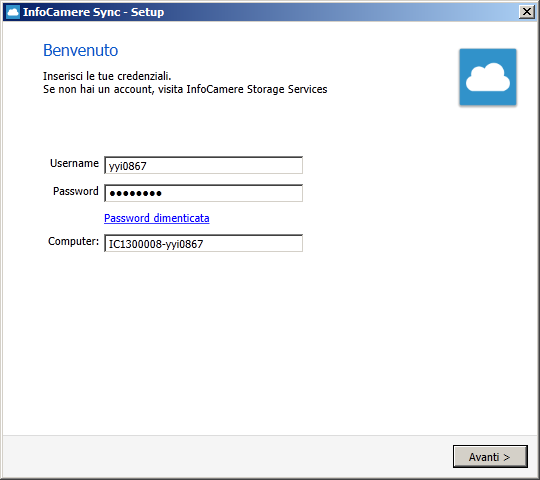 InfoCamere Sync - Setup
Benvenuto
Inserisci le tue credenziali.
Se non hai un account, visita InfoCamere Storage Services
Username yyi0867
Password ●●●●●●●●
Password dimenticata
Computer: IC1300008-yyi0867
Avanti >